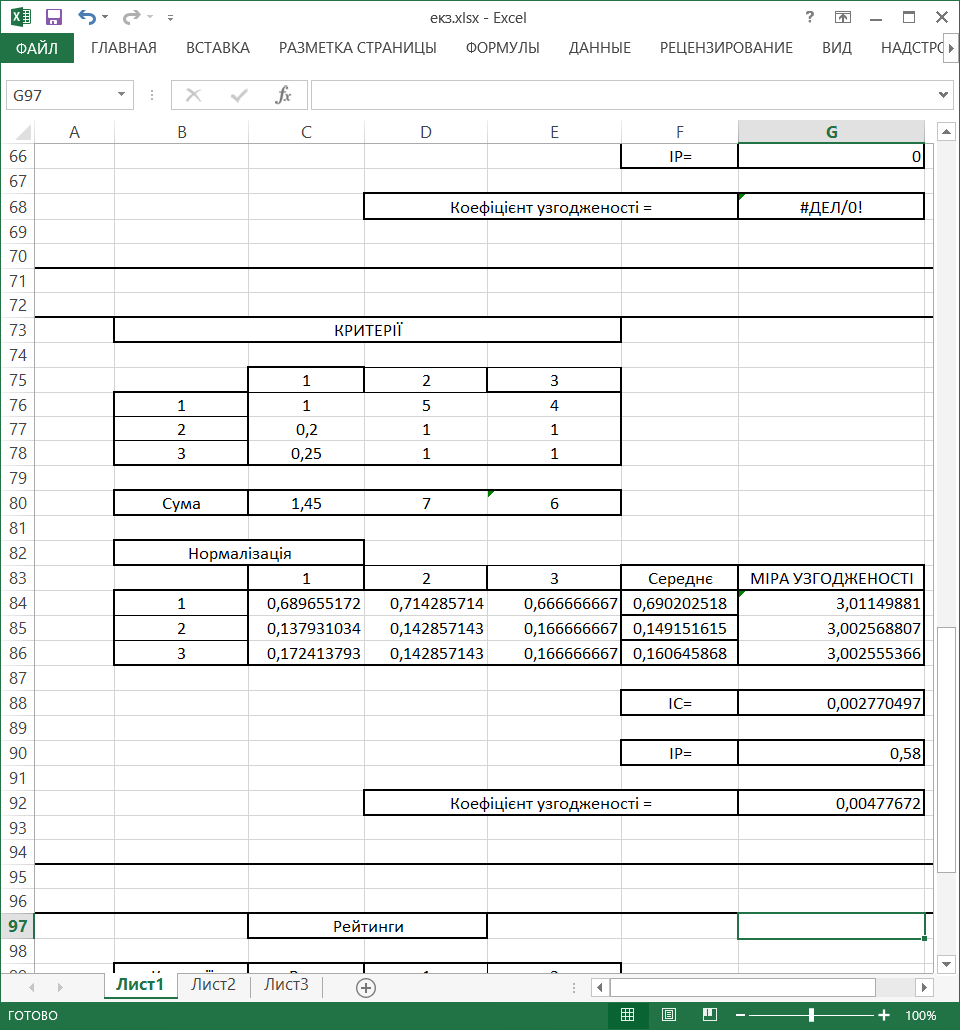 екз.xlsx - Excel
ФАЙЛ ГЛАВНАЯ ВСТАВКА РАЗМЕТКА СТРАНИЦЫ ФОРМУЛЫ ДАННЫЕ РЕЦЕНЗИРОВАНИЕ ВИД НАДСТРО
G97 fx
A B C D E F G
66 ІР= 0
67
68 Коефіцієнт узгодженості = #ДЕЛ/0!
69
70
71
72
73 КРИТЕРІЇ
74
75 1 2 3
76 1 1 5 4
77 2 0,2 1 1
78 3 0,25 1 1
79
80 Сума 1,45 7 6
81
82 Нормалізація
83 1 2 3 Середнє МІРА УЗГОДЖЕНОСТІ
84 1 0,689655172 0,714285714 0,666666667 0,690202518 3,01149881
85 2 0,137931034 0,142857143 0,166666667 0,149151615 3,002568807
86 3 0,172413793 0,142857143 0,166666667 0,160645868 3,002555366
87
88 ІС= 0,002770497
89
90 ІР= 0,58
91
92 Коефіцієнт узгодженості = 0,00477672
93
94
95
96
97 Рейтинги
98
Лист1 Лист2 Лист3
ГОТОВО 100%